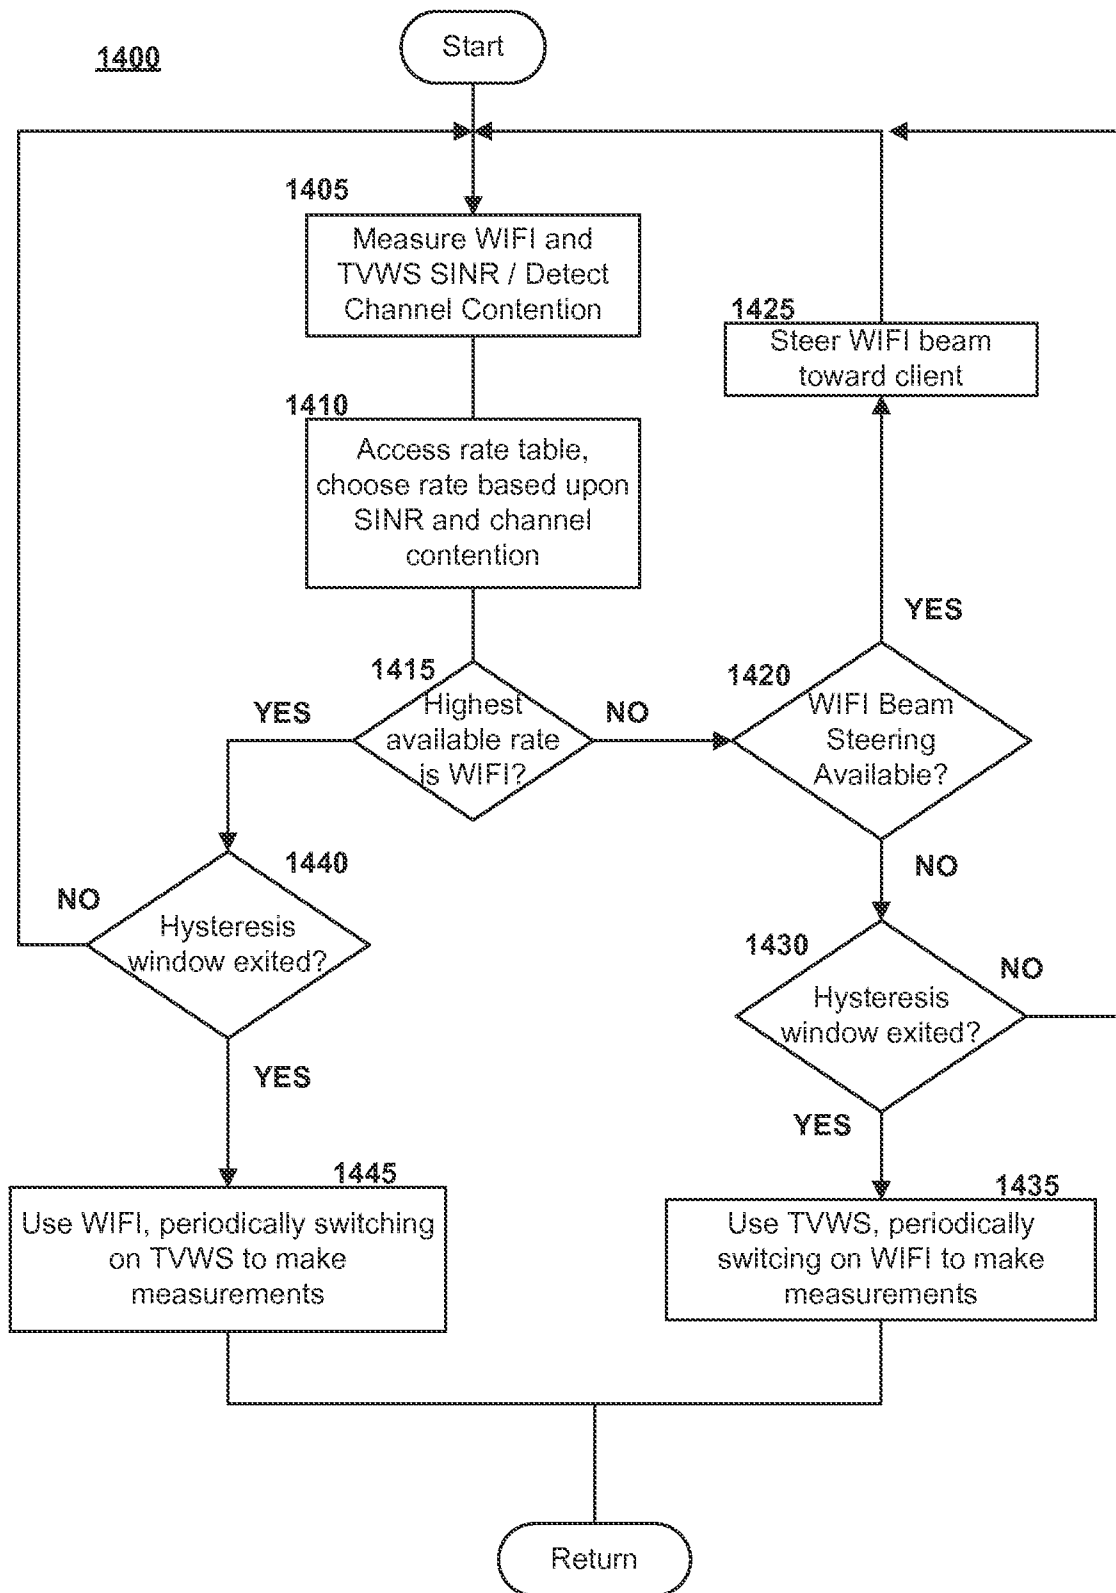 1400
Start
1405
Measure WIFI and
TVWS SINR / Detect
Channel Contention
1425
Steer WIFI beam
toward client
1410
Access rate table,
choose rate based upon
SINR and channel
contention
YES
1415
Highest
available rate
is WIFI?
YES
NO
1420
WIFI Beam
Steering
Available?
1440
NO
Hysteresis
window exited?
NO
1430
NO
Hysteresis
window exited?
YES
YES
1445
Use WIFI, periodically switching
on TVWS to make
measurements
1435
Use TVWS, periodically
switcing on WIFI to make
measurements
Return